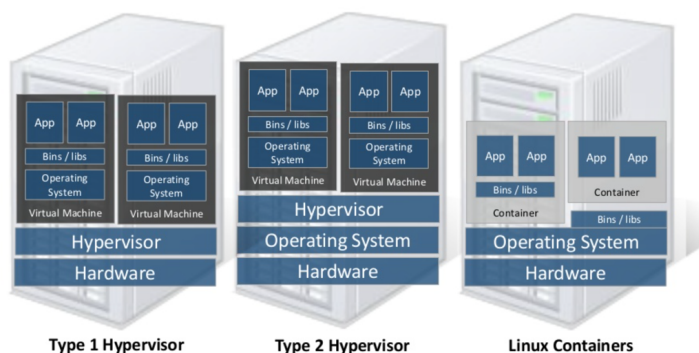 App App
Bins / libs
Operating
System
Virtual Machine
App App
Bins / libs
Operating
System
Virtual Machine
Hypervisor
Hardware
Type 1 Hypervisor
App App
Bins / libs
Operating
System
Virtual Machine
App App
Bins / libs
Operating
System
Virtual Machine
Hypervisor
Operating System
Hardware
Type 2 Hypervisor
App App
Bins / libs
Container
App App
Container
Bins / libs
Operating System
Hardware
Linux Containers